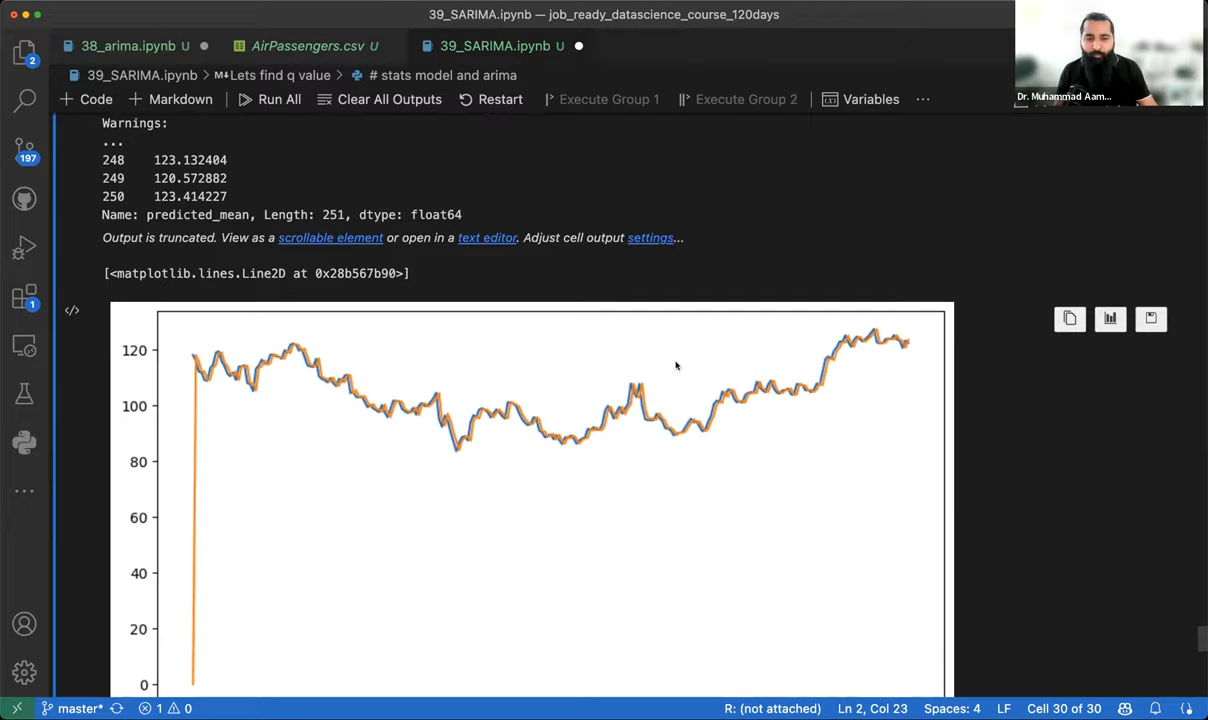 39_SARIMA.ipynb — job_ready_datascience_course_120days
38_arima.ipynb U
AirPassengers.csv U
39_SARIMA.ipynb U
39_SARIMA.ipynb > M↓Lets find q value > # stats model and arima
+ Code + Markdown Run All Clear All Outputs Restart Execute Group 1 Execute Group 2 Variables ...
Dr. Muhammad Aam...
2
197
1
Warnings:
...
248 123.132404
249 120.572882
250 123.414227
Name: predicted_mean, Length: 251, dtype: float64
Output is truncated. View as a scrollable element or open in a text editor. Adjust cell output settings...
[<matplotlib.lines.Line2D at 0x28b567b90>]
120
100
80
60
40
20
0
master* 1 0 R: (not attached) Ln 2, Col 23 Spaces: 4 LF Cell 30 of 30